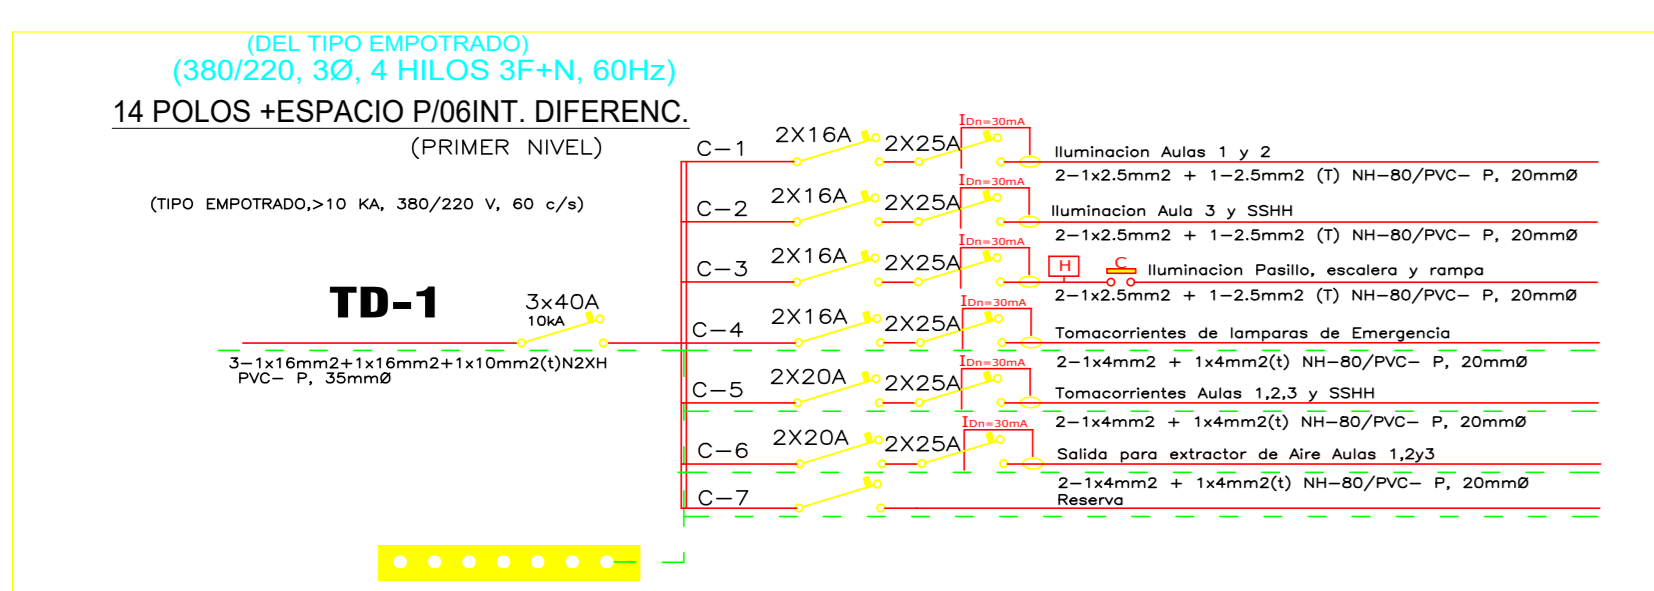 (DEL TIPO EMPOTRADO)
(380/220, 3Ø, 4 HILOS 3F+N, 60Hz)
14 POLOS +ESPACIO P/06INT. DIFERENC.
(PRIMER NIVEL)
(TIPO EMPOTRADO,>10 KA, 380/220 V, 60 c/s)
TD-1
3x40A
10kA
3-1x16mm2+1x16mm2+1x10mm2(t)N2XH
PVC- P, 35mmØ
C-1 2X16A 2X25A IDn=30mA Iluminacion Aulas 1 y 2
2-1x2.5mm2 + 1-2.5mm2 (T) NH-80/PVC- P, 20mmØ
C-2 2X16A 2X25A IDn=30mA Iluminacion Aula 3 y SSHH
2-1x2.5mm2 + 1-2.5mm2 (T) NH-80/PVC- P, 20mmØ
C-3 2X16A 2X25A IDn=30mA H C Iluminacion Pasillo, escalera y rampa
2-1x2.5mm2 + 1-2.5mm2 (T) NH-80/PVC- P, 20mmØ
C-4 2X16A 2X25A IDn=30mA Tomacorrientes de lamparas de Emergencia
2-1x4mm2 + 1x4mm2(t) NH-80/PVC- P, 20mmØ
C-5 2X20A 2X25A IDn=30mA Tomacorrientes Aulas 1,2,3 y SSHH
2-1x4mm2 + 1x4mm2(t) NH-80/PVC- P, 20mmØ
C-6 2X20A 2X25A IDn=30mA Salida para extractor de Aire Aulas 1,2y3
2-1x4mm2 + 1x4mm2(t) NH-80/PVC- P, 20mmØ
C-7 Reserva